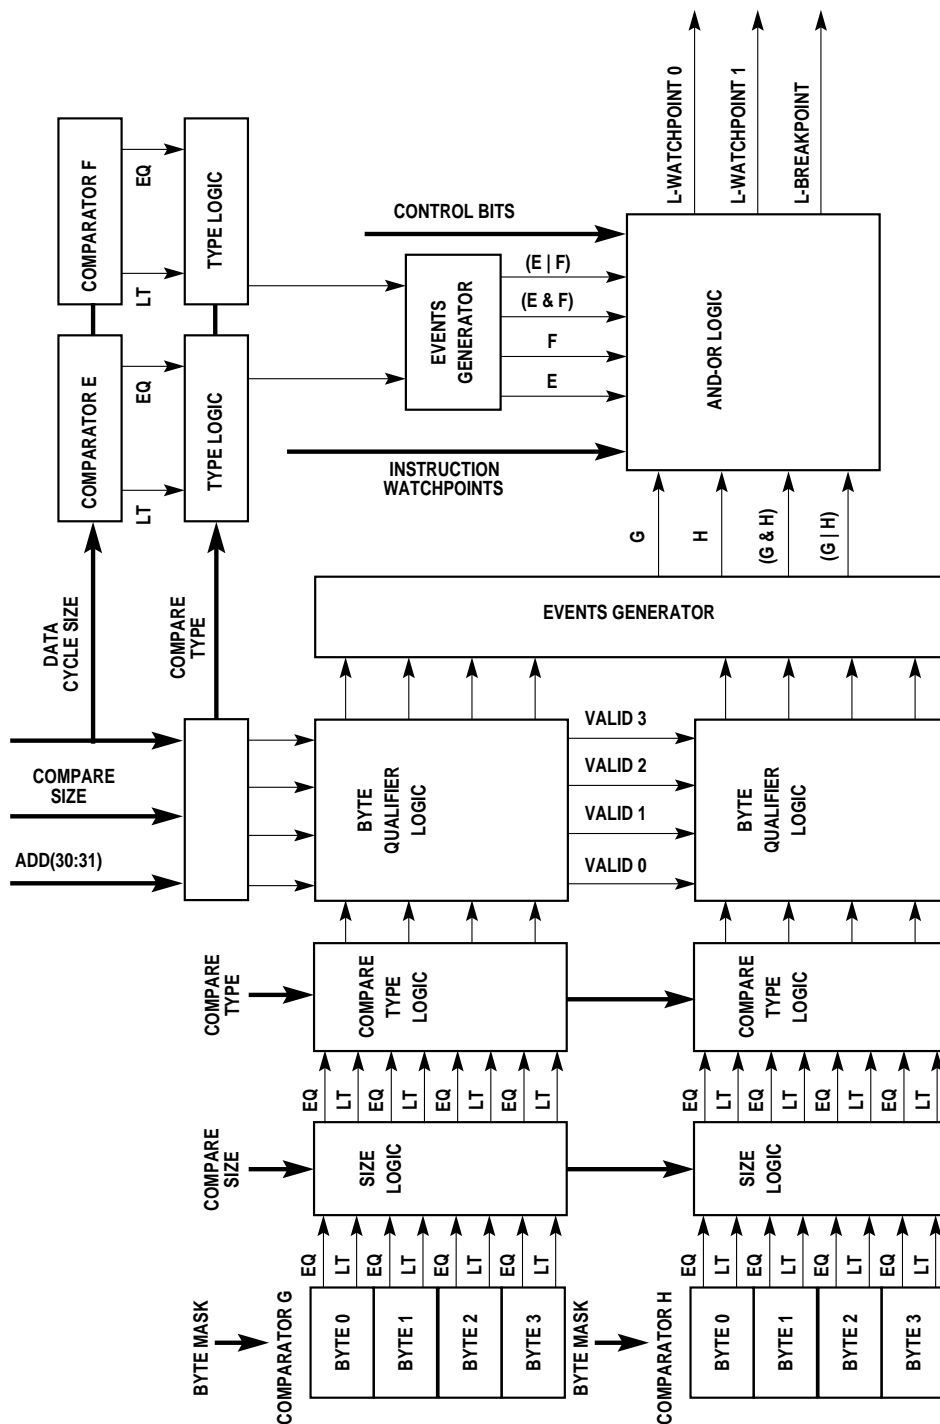 L-WATCHPOINT 0
L-WATCHPOINT 1
L-BREAKPOINT
COMPARATOR F
EQ
LT
TYPE LOGIC
CONTROL BITS
COMPARATOR E
EQ
LT
TYPE LOGIC
EVENTS
GENERATOR
(E | F)
(E & F)
F
E
AND-OR LOGIC
INSTRUCTION
WATCHPOINTS
G
H
(G & H)
(G | H)
DATA
CYCLE SIZE
COMPARE
TYPE
EVENTS GENERATOR
COMPARE
SIZE
ADD(30:31)
BYTE
QUALIFIER
LOGIC
VALID 3
VALID 2
VALID 1
VALID 0
BYTE
QUALIFIER
LOGIC
COMPARE
TYPE
COMPARE
TYPE
LOGIC
COMPARE
TYPE
LOGIC
EQ
LT
EQ
LT
EQ
LT
EQ
LT
EQ
LT
EQ
LT
EQ
LT
EQ
LT
COMPARE
SIZE
SIZE
LOGIC
SIZE
LOGIC
EQ
LT
EQ
LT
EQ
LT
EQ
LT
EQ
LT
EQ
LT
EQ
LT
EQ
LT
BYTE MASK
COMPARATOR G
BYTE 0
BYTE 1
BYTE 2
BYTE 3
BYTE MASK
COMPARATOR H
BYTE 0
BYTE 1
BYTE 2
BYTE 3